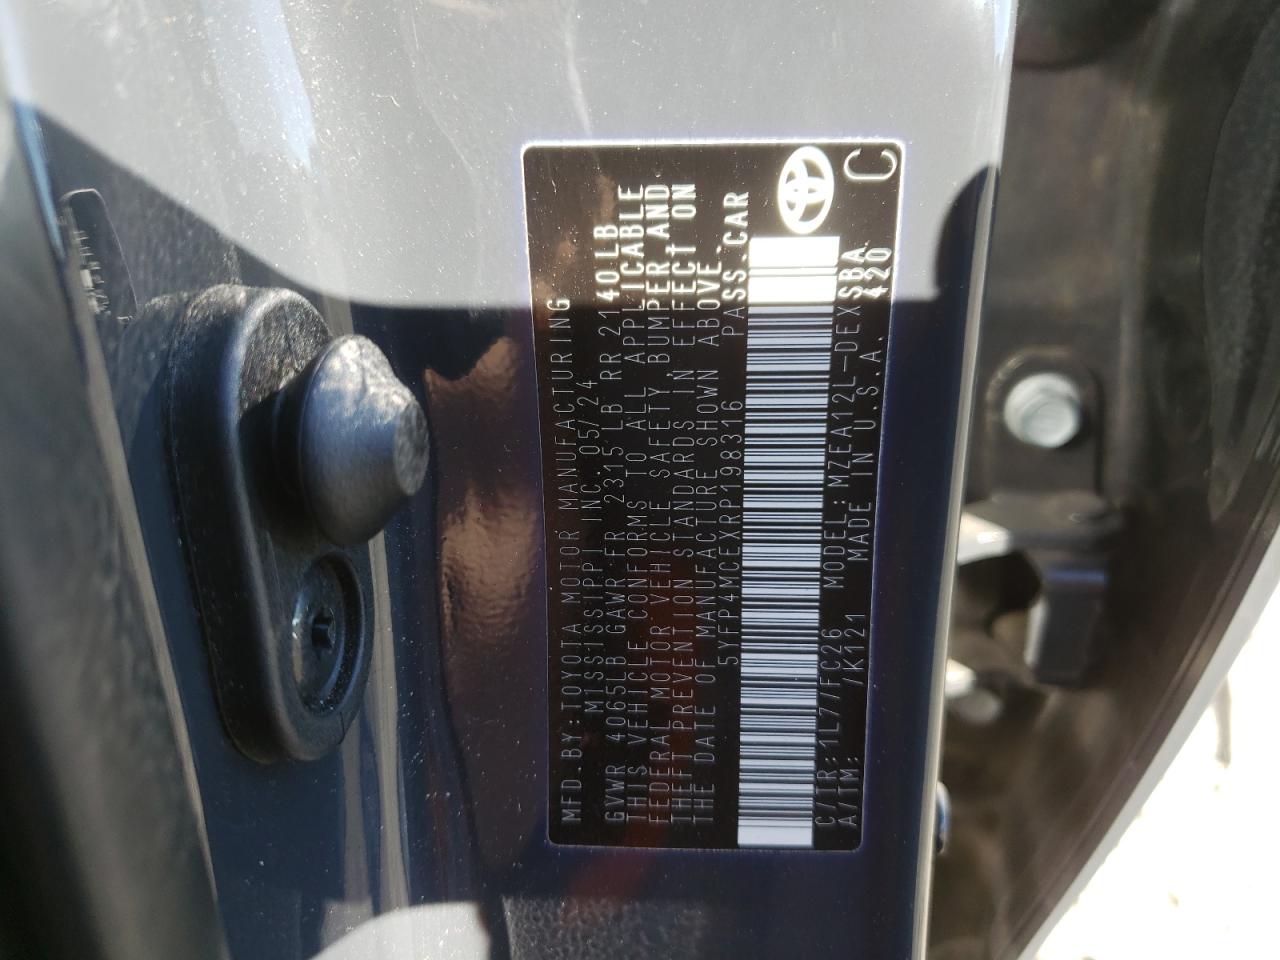 MFD.BY:TOYOTA MOTOR MANUFACTURING
MISSISSIPPI INC. 05/24
GVWR 4065LB GAWR FR 2315 LB RR 2140LB
THIS VEHICLE CONFORMS TO ALL APPLICABLE
FEDERAL MOTOR VEHICLE SAFETY, BUMPER AND
THEFT PREVENTION STANDARDS IN EFFECT ON
THE DATE OF MANUFACTURE SHOWN ABOVE.
5YFP4MCEXRP198316 PASS.CAR
C/TR:1L7/FC26 MODEL:MZEA12L-DEXSBA
A/TM: /K121 MADE IN U.S.A. 420
C